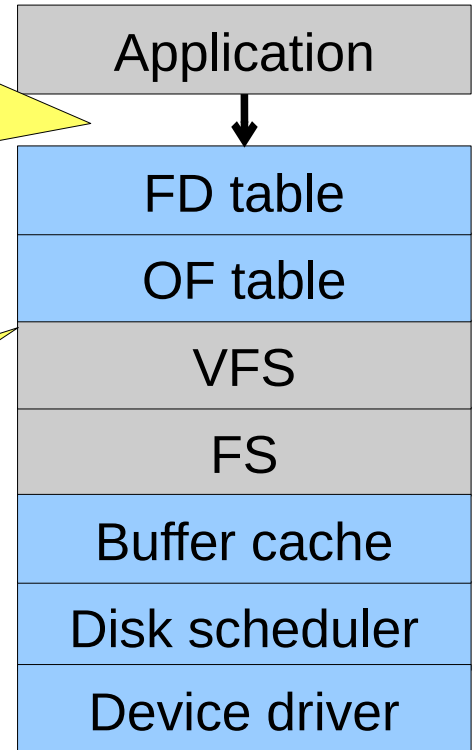 Application
FD table
OF table
VFS
FS
Buffer cache
Disk scheduler
Device driver